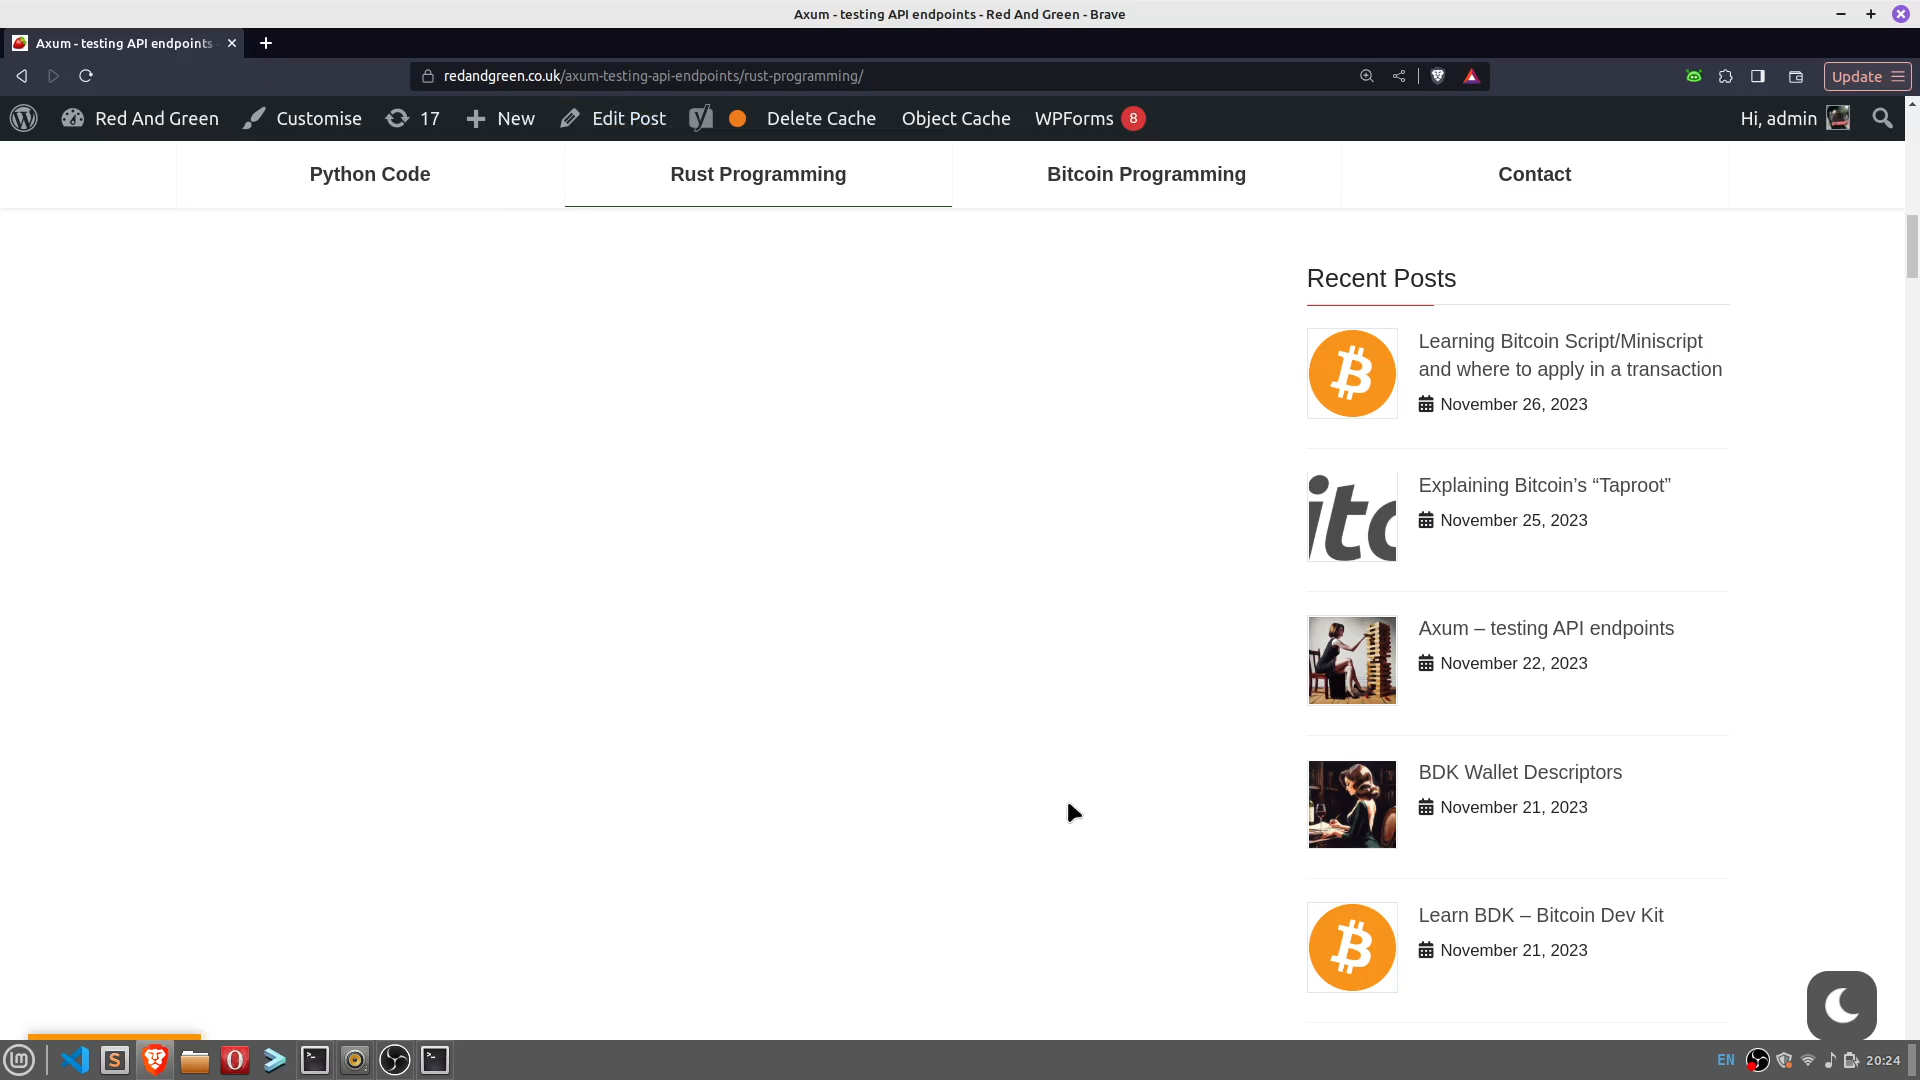 Axum - testing API endpoints - Red And Green - Brave
Axum - testing API endpoints
redandgreen.co.uk/axum-testing-api-endpoints/rust-programming/
Update
Red And Green
Customise
17
New
Edit Post
Delete Cache
Object Cache
WPForms 8
Hi, admin
Python Code
Rust Programming
Bitcoin Programming
Contact
Recent Posts
Learning Bitcoin Script/Miniscript
and where to apply in a transaction
November 26, 2023
Explaining Bitcoin’s “Taproot”
November 25, 2023
itc
Axum – testing API endpoints
November 22, 2023
BDK Wallet Descriptors
November 21, 2023
Learn BDK – Bitcoin Dev Kit
November 21, 2023
EN
20:24